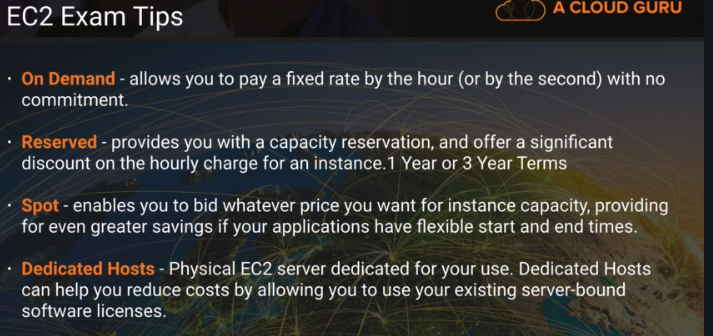 EC2 Exam Tips
A CLOUD GURU
· On Demand - allows you to pay a fixed rate by the hour (or by the second) with no
commitment.
· Reserved - provides you with a capacity reservation, and offer a significant
discount on the hourly charge for an instance.1 Year or 3 Year Terms
· Spot - enables you to bid whatever price you want for instance capacity, providing
for even greater savings if your applications have flexible start and end times.
· Dedicated Hosts - Physical EC2 server dedicated for your use. Dedicated Hosts
can help you reduce costs by allowing you to use your existing server-bound
software licenses.